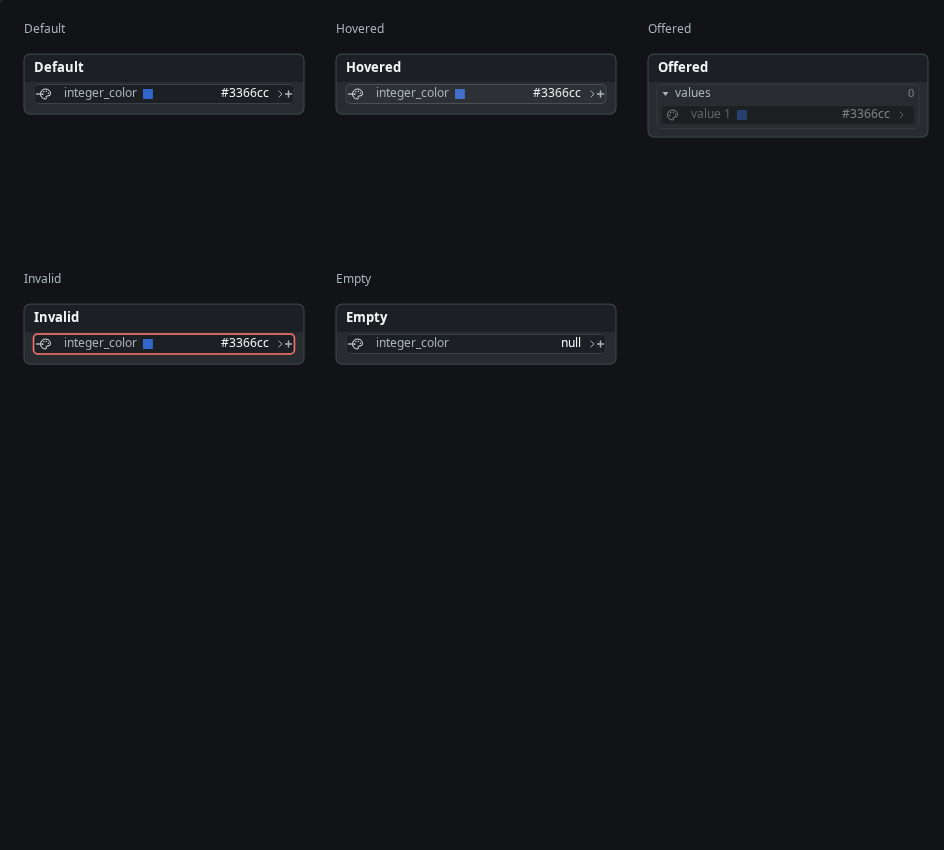 Default
Hovered
Offered
Default
integer_color #3366cc
Hovered
integer_color #3366cc
Offered
values 0
value 1 #3366cc
Invalid
Empty
Invalid
integer_color #3366cc
Empty
integer_color null